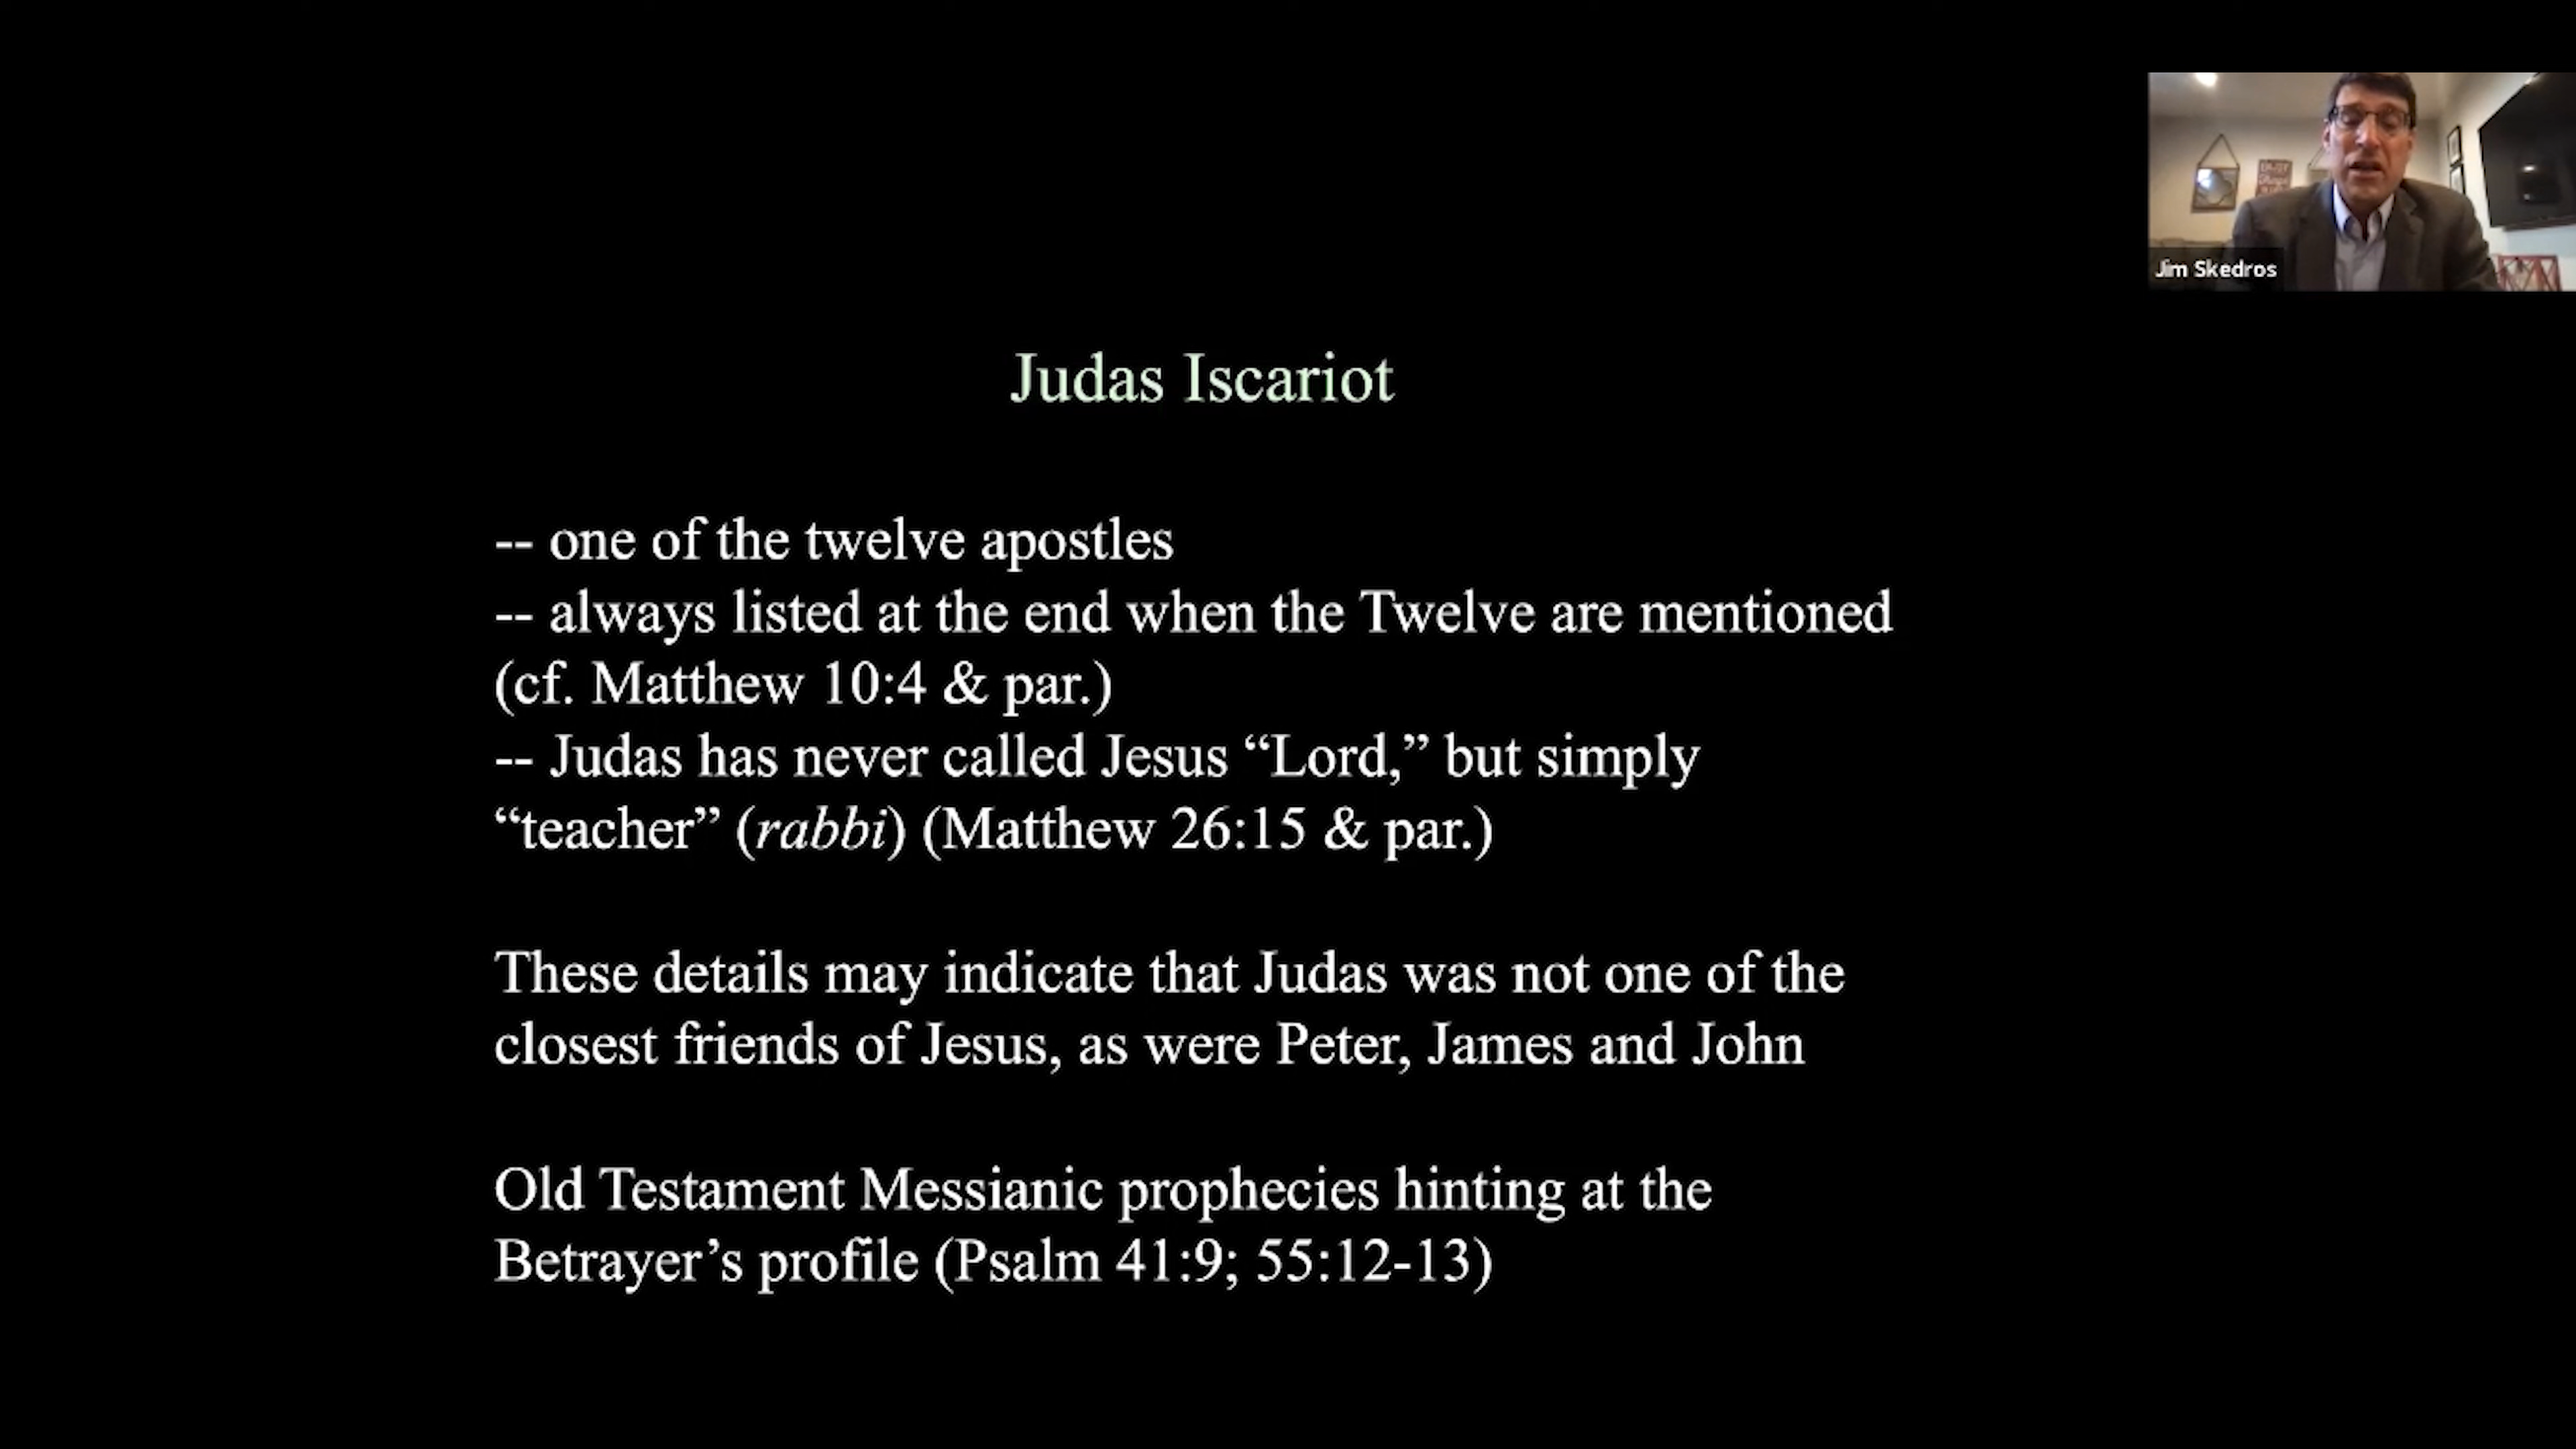 Jim Skedros
Judas Iscariot
-- one of the twelve apostles
-- always listed at the end when the Twelve are mentioned
(cf. Matthew 10:4 & par.)
-- Judas has never called Jesus “Lord,” but simply
“teacher” (rabbi) (Matthew 26:15 & par.)
These details may indicate that Judas was not one of the
closest friends of Jesus, as were Peter, James and John
Old Testament Messianic prophecies hinting at the
Betrayer’s profile (Psalm 41:9; 55:12-13)